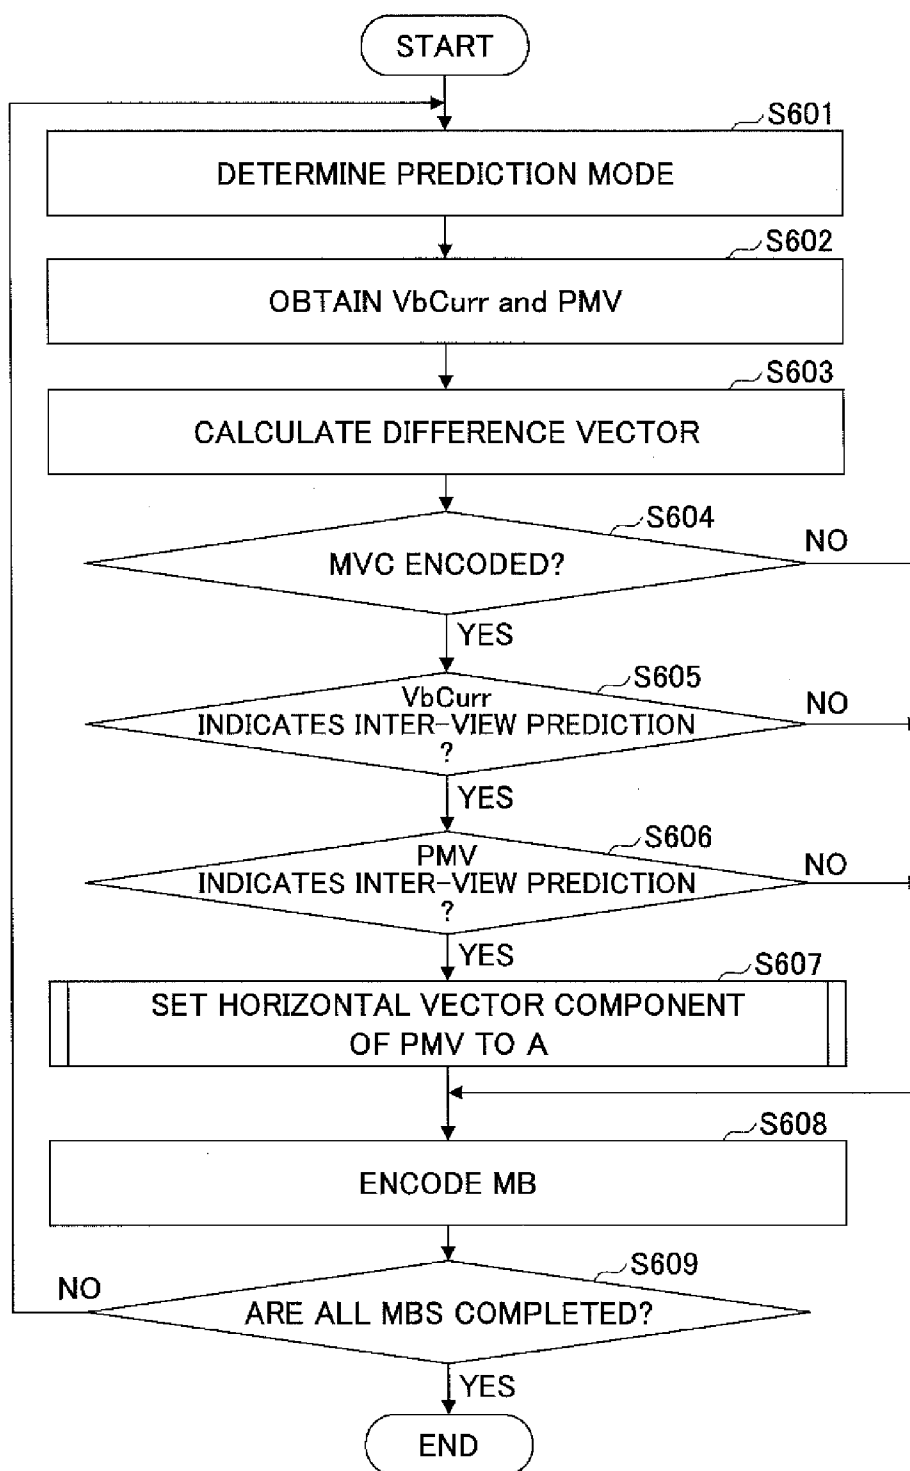 START
S601
DETERMINE PREDICTION MODE
S602
OBTAIN VbCurr and PMV
S603
CALCULATE DIFFERENCE VECTOR
S604
MVC ENCODED?
NO
YES
S605
VbCurr
INDICATES INTER-VIEW PREDICTION
?
NO
YES
S606
PMV
INDICATES INTER-VIEW PREDICTION
?
NO
YES
S607
SET HORIZONTAL VECTOR COMPONENT
OF PMV TO A
S608
ENCODE MB
S609
NO
ARE ALL MBS COMPLETED?
YES
END